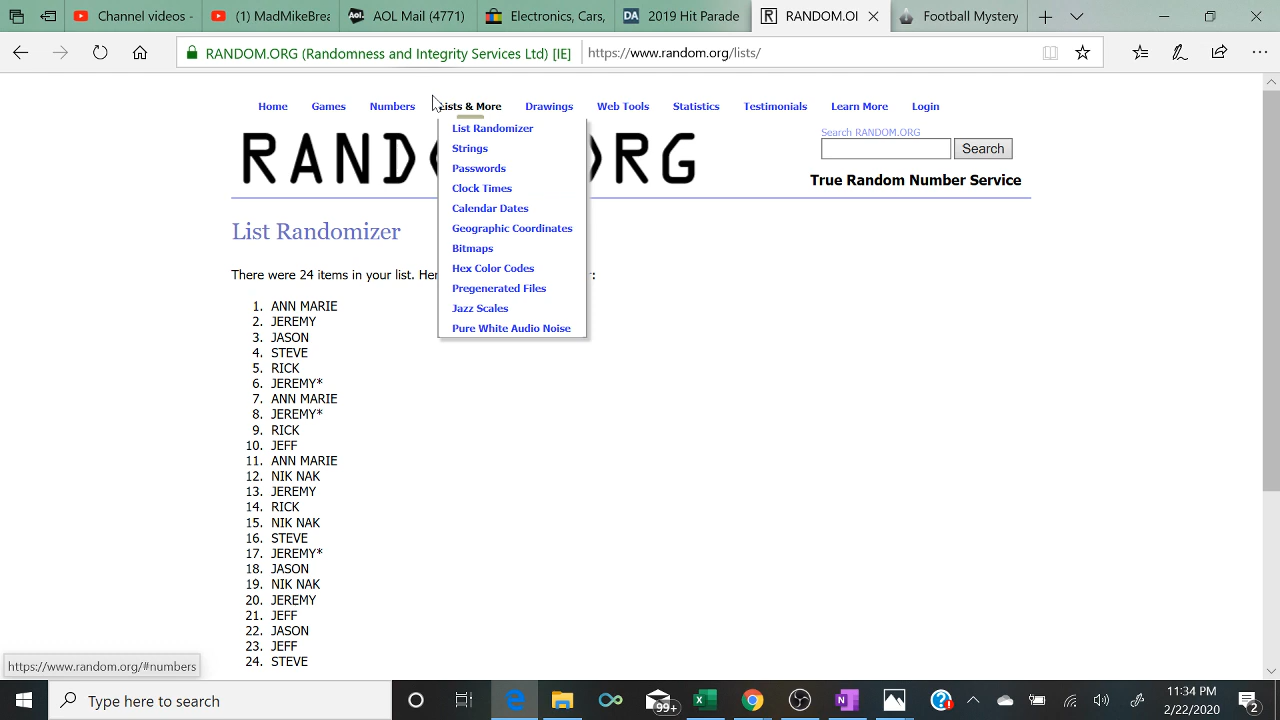 Channel videos -
Mail (4771)
Aol.
Economics, Cars,
DA 2019 Hit Parade
RANDOM.OI
Football Mystery
RANDOM.ORG (Randomness and Integrity Services Ltd) [IE] https://www.random.org/lists/
Home Games Numbers Lists & More Drawings Web Tools Statistics Testimonials Learn More Login
List Randomizer
Strings
Passwords
Clock Times
Calendar Dates
Geographic Coordinates
Bitmaps
Hex Color Codes
Pregenerated Files
Jazz Scales
Pure White Audio Noise
RAND RG
Search RANDOM.ORG
Search
True Random Number Service
List Randomizer
There were 24 items in your list. Her :
1. ANN MARIE
2. JEREMY
3. JASON
4. STEVE
5. RICK
6. JEREMY*
7. ANN MARIE
8. JEREMY*
9. RICK
10. JEFF
11. ANN MARIE
12. NIK NAK
13. JEREMY
14. RICK
15. NIK NAK
16. STEVE
17. JEREMY*
18. JASON
19. NIK NAK
20. JEREMY
21. JEFF
22. JASON
23. JEFF
24. STEVE
https://www.random.org/#numbers
Type here to search
99+
11:34 PM
2/22/2020
2